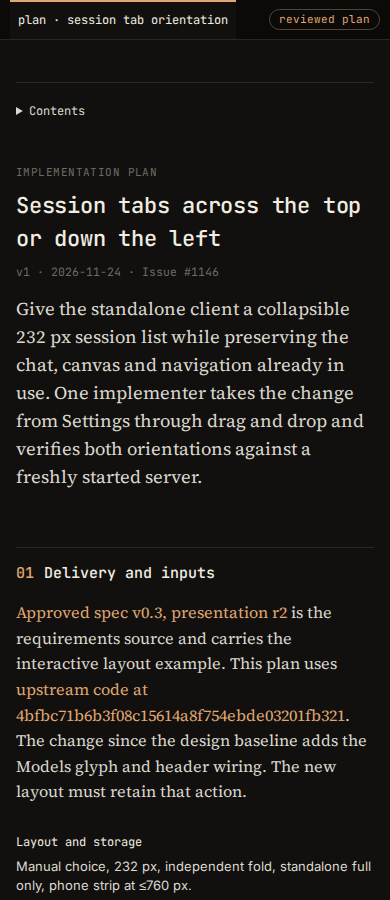 plan · session tab orientation
reviewed plan
▶ Contents
IMPLEMENTATION PLAN
Session tabs across the top
or down the left
v1 · 2026-11-24 · Issue #1146
Give the standalone client a collapsible
232 px session list while preserving the
chat, canvas and navigation already in
use. One implementer takes the change
from Settings through drag and drop and
verifies both orientations against a
freshly started server.
01 Delivery and inputs
Approved spec v0.3, presentation r2 is the
requirements source and carries the
interactive layout example. This plan uses
upstream code at
4bfbc71b6b3f08c15614a8f754ebde03201fb321.
The change since the design baseline adds the
Models glyph and header wiring. The new
layout must retain that action.
Layout and storage
Manual choice, 232 px, independent fold, standalone full
only, phone strip at ≤760 px.